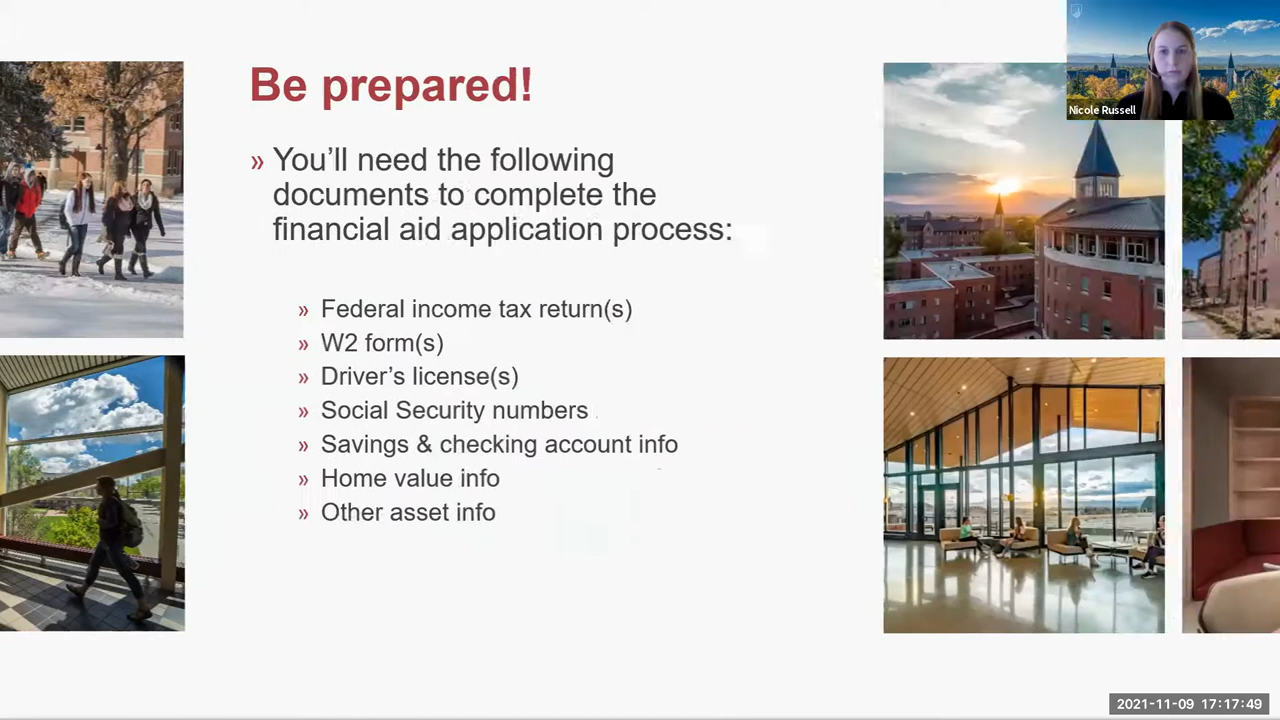 Be prepared!
Nicole Russell
» You’ll need the following
documents to complete the
financial aid application process:
» Federal income tax return(s)
» W2 form(s)
» Driver’s license(s)
» Social Security numbers
» Savings & checking account info
» Home value info
» Other asset info
2021-11-09 17:17:49